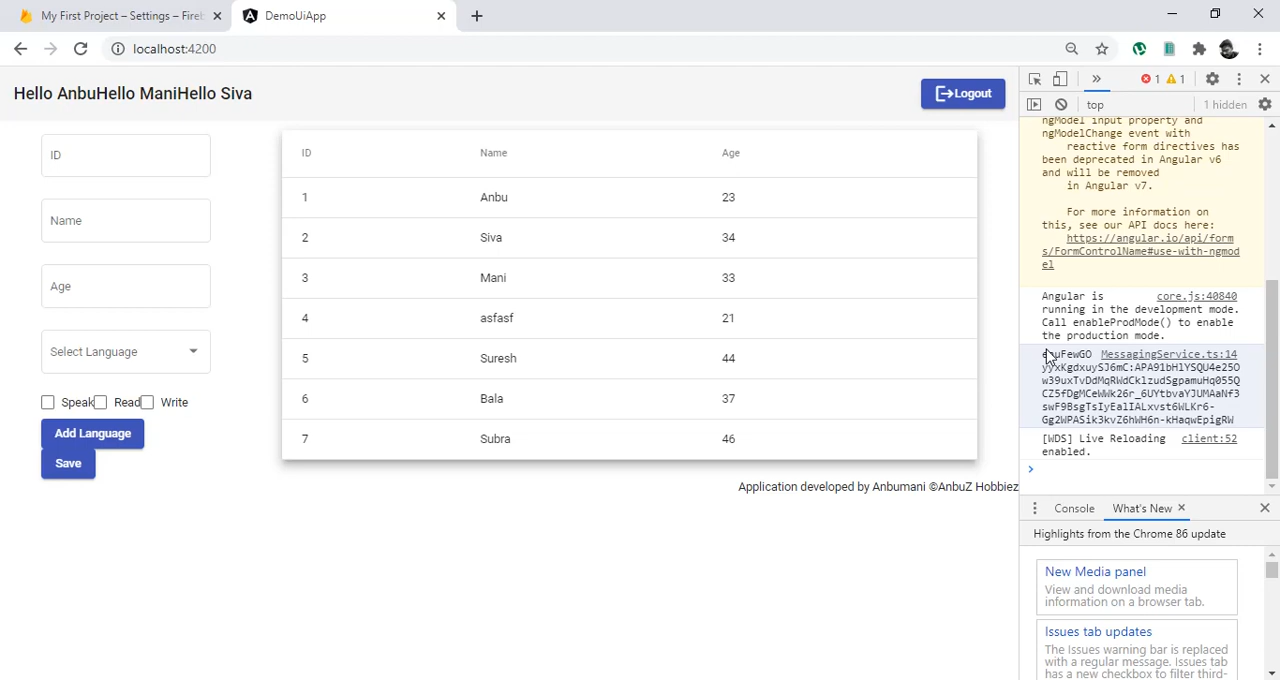 My First Project – Settings – Fire
DemoUiApp
localhost:4200
Hello AnbuHello ManiHello Siva
Logout
ID
Name
Age
Select Language
Speak Read Write
Add Language
Save
ID Name Age
1 Anbu 23
2 Siva 34
3 Mani 33
4 asfasf 21
5 Suresh 44
6 Bala 37
7 Subra 46
Application developed by Anbumani ©AnbuZ Hobbiez
1 1
top 1 hidden
ngModel input property and
ngModelChange event with
reactive form directives has
been deprecated in Angular v6
and will be removed
in Angular v7.
For more information on
this, see our API docs here:
https://angular.io/api/form
s/FormControlName#use-with-ngmod
el
Angular is core.js:40840
running in the development mode.
Call enableProdMode() to enable
the production mode.
MessagingService.ts:14
[WDS] Live Reloading client:52
enabled.
Console What's New
Highlights from the Chrome 86 update
New Media panel
View and download media
information on a browser tab.
Issues tab updates
The Issues warning bar is replaced
with a regular message. Issues tab
has a new checkbox to filter third-